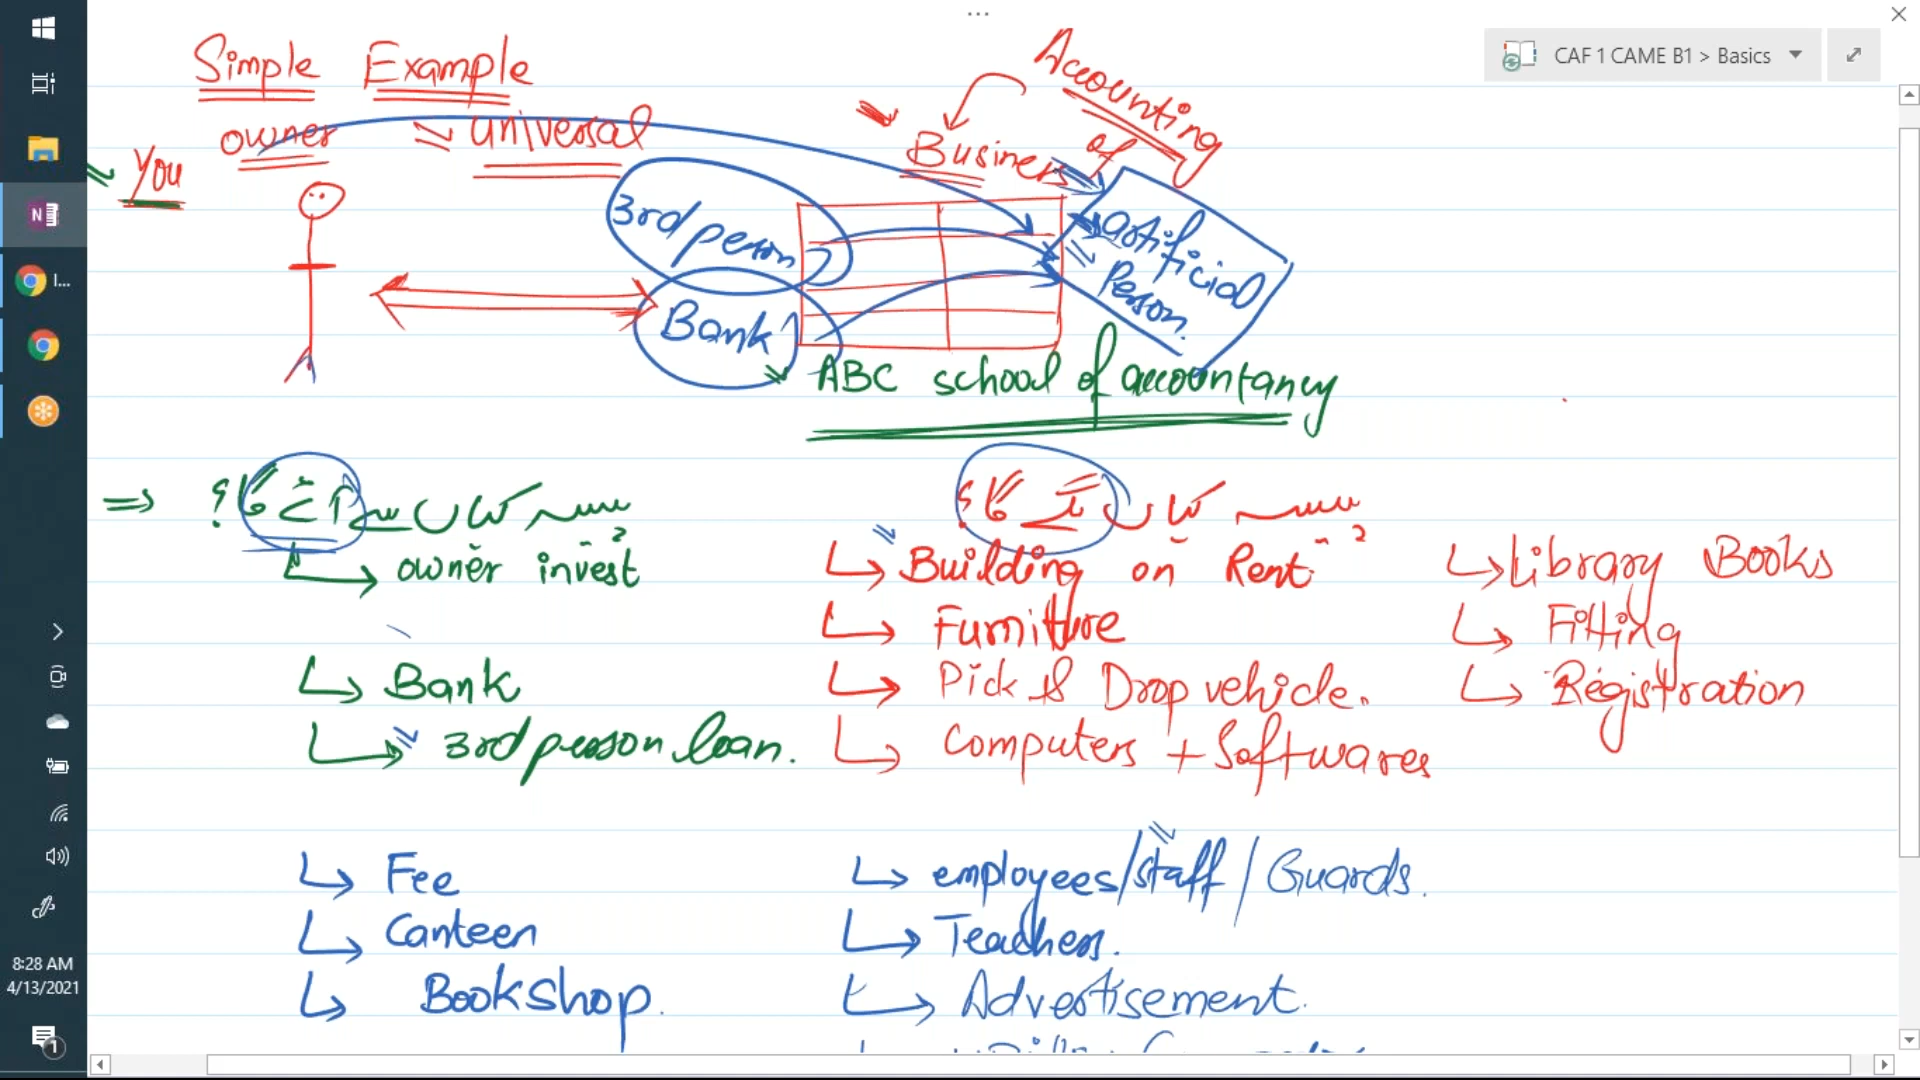 CAF 1 CAME B1 > Basics
Simple Example
Accounting of
owner universal
Business
You
3rd person
artificial Person.
Bank
ABC school of accountancy
پیسہ کہاں سے آئے گا؟
پیسہ کہاں لگے گا؟
owner invest
Building on Rent
Library Books
Furniture
Fitting
Bank
Pick & Drop vehicle.
Registration
3rd person loan.
Computers + Softwares
Fee
employees/staff/Guards.
Canteen
Teachers.
Bookshop.
Advertisement.
8:28 AM
4/13/2021
1